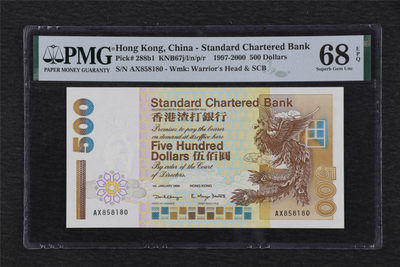 PMG
PAPER MONEY GUARANTY
Hong Kong, China - Standard Chartered Bank
Pick# 288b1 KNB67j/l/n/p/r 1997-2000 500 Dollars
S/N AX858180 - Wmk: Warrior's Head & SCB
68 EPQ
Superb Gem Unc
500
Standard Chartered Bank
香港渣打銀行
Promises to pay the bearer
on demand at its office here
Five Hundred
Dollars 伍佰圓
By order of the Court
of Directors.
1ST JANUARY 1999 HONG KONG
AX858180
AX858180
500